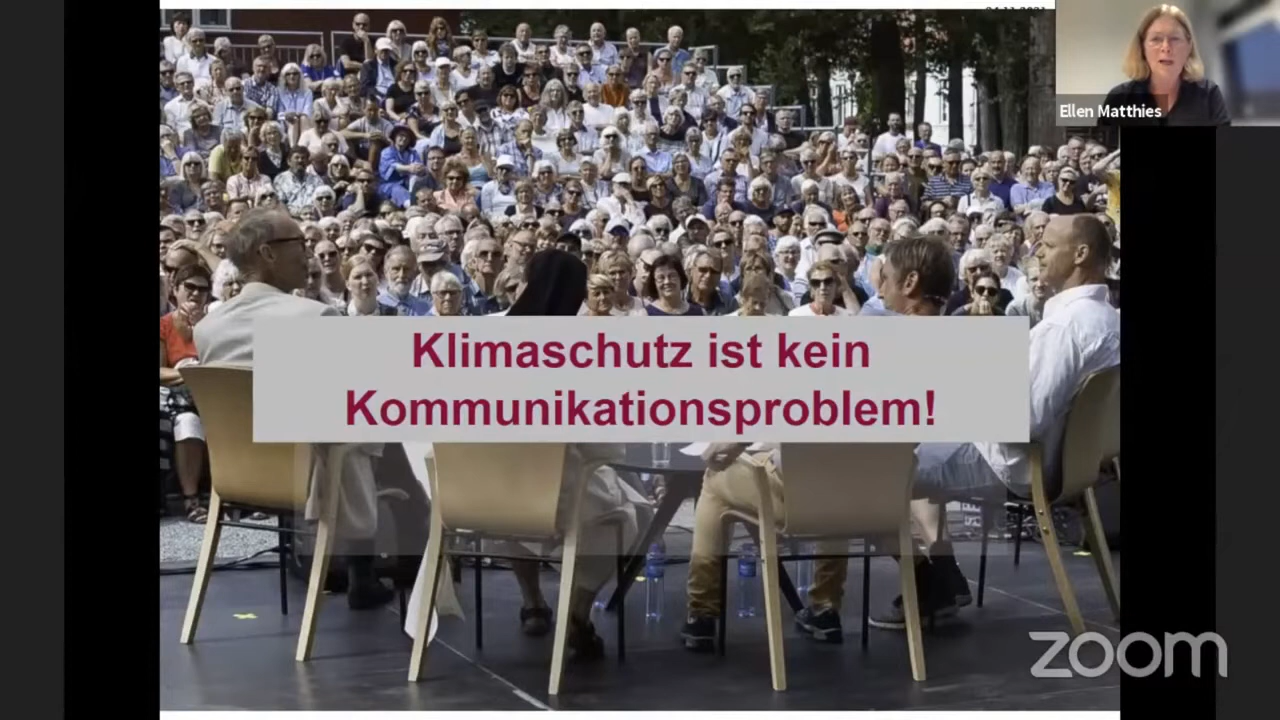 Ellen Matthies
Klimaschutz ist kein
Kommunikationsproblem!
zoom